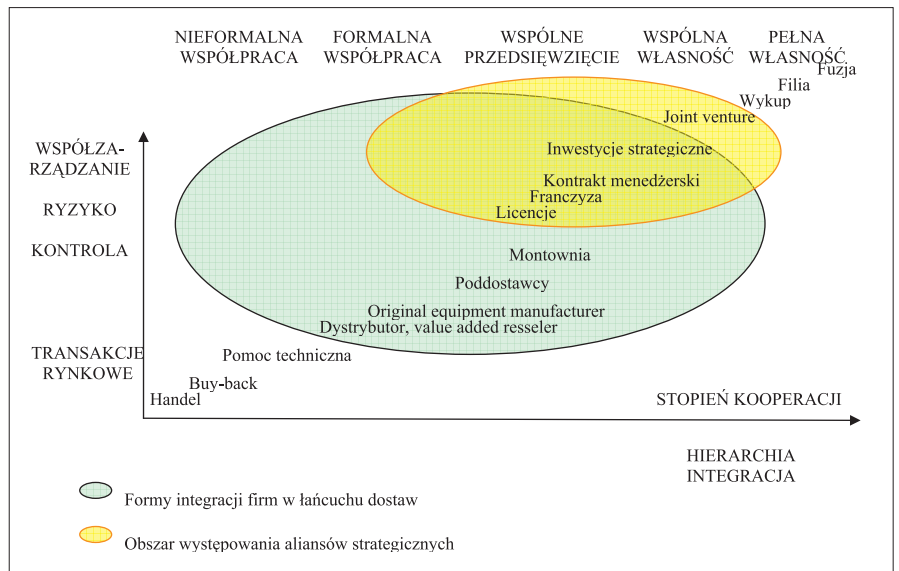 NIEFORMALNA
WSPÓŁPRACA
FORMALNA
WSPÓŁPRACA
WSPÓLNE
PRZEDSIĘWZIĘCIE
WSPÓLNA
WŁASNOŚĆ
PEŁNA
WŁASNOŚĆ
Fuzja
Filia
Wykup
Joint venture
Inwestycje strategiczne
Kontrakt menedżerski
Franczyza
Licencje
Montownia
Poddostawcy
Original equipment manufacturer
Dystrybutor, value added resseler
Pomoc techniczna
Buy-back
Handel
WSPÓŁZA-
RZĄDZANIE
RYZYKO
KONTROLA
TRANSAKCJE
RYNKOWE
STOPIEŃ KOOPERACJI
HIERARCHIA
INTEGRACJA
Formy integracji firm w łańcuchu dostaw
Obszar występowania aliansów strategicznych